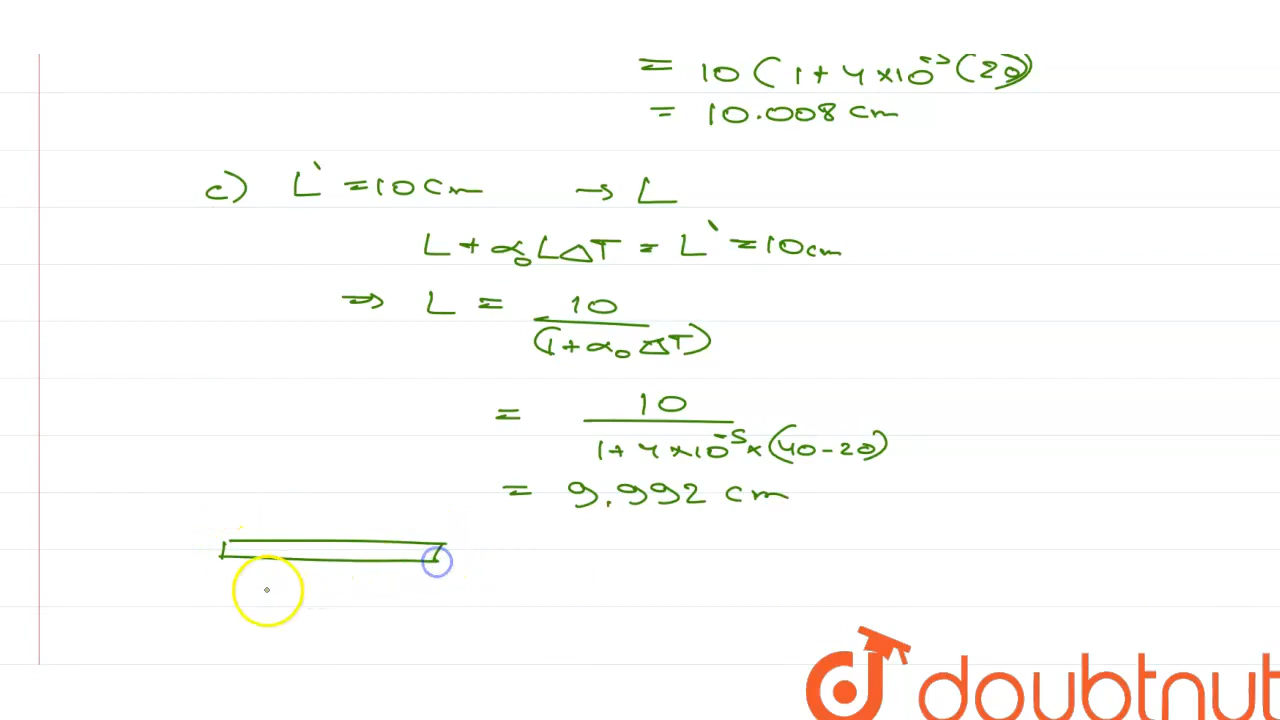 = 10 ( 1 + 4 × 10⁻⁵ (20)
= 10.008 cm
c) L` = 10 cm → L
L + α₀ L ΔT = L` = 10 cm
⇒ L = 10 / (1 + α₀ ΔT)
= 10 / 1 + 4 × 10⁻⁵ × (40 - 20)
= 9.992 cm
doubtnut